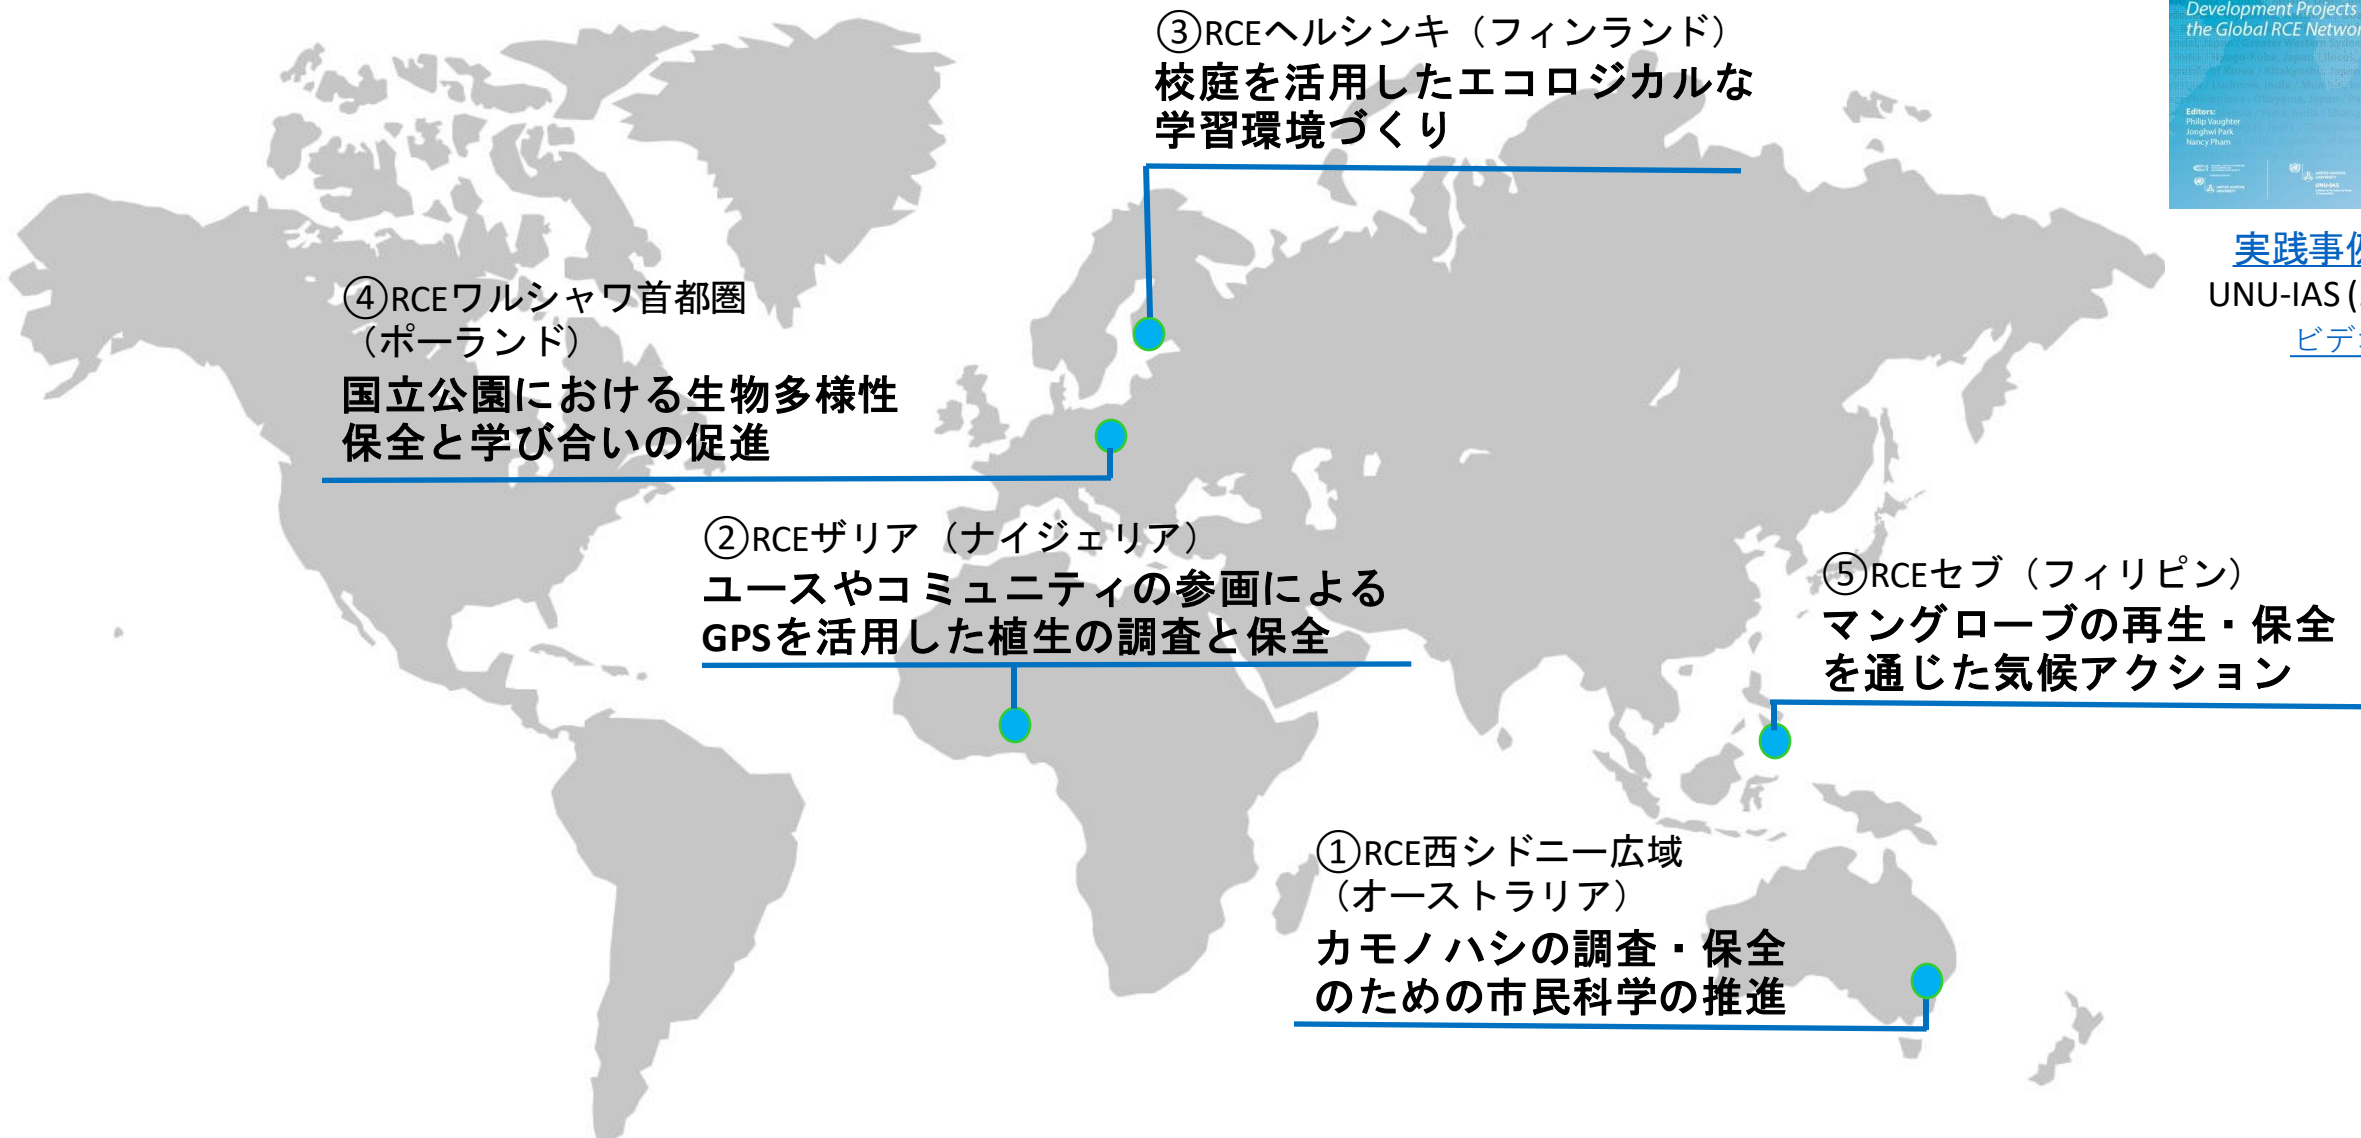 ③RCEヘルシンキ（フィンランド）
校庭を活用したエコロジカルな
学習環境づくり
④RCEワルシャワ首都圏
（ポーランド）
国立公園における生物多様性
保全と学び合いの促進
②RCEザリア（ナイジェリア）
ユースやコミュニティの参画による
GPSを活用した植生の調査と保全
⑤RCEセブ（フィリピン）
マングローブの再生・保全
を通じた気候アクション
①RCE西シドニー広域
（オーストラリア）
カモノハシの調査・保全
のための市民科学の推進
Development Projects
the Global RCE Networ
Editors:
Philip Vaughter
Jonghwi Park
Nancy Pham
実践事
UNU-IAS (
ビデ